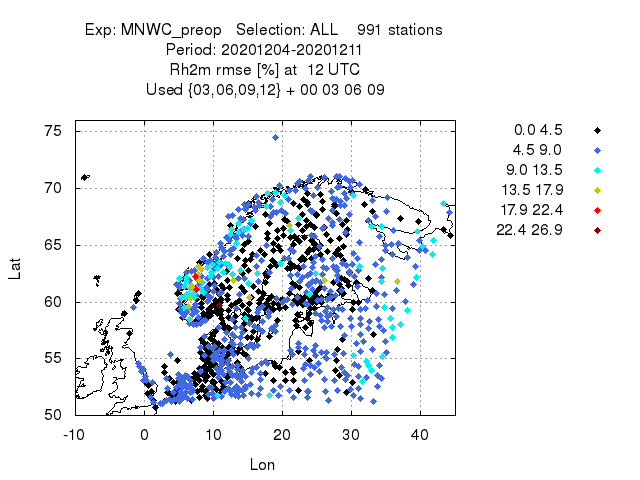 Exp: MNWC_preop   Selection: ALL    991 stations
Period: 20201204-20201211
Rh2m rmse [%] at  12 UTC
Used {03,06,09,12} + 00 03 06 09
0.0 4.5
4.5 9.0
9.0 13.5
13.5 17.9
17.9 22.4
22.4 26.9
75
70
65
60
55
50
Lat
-10 0 10 20 30 40
Lon